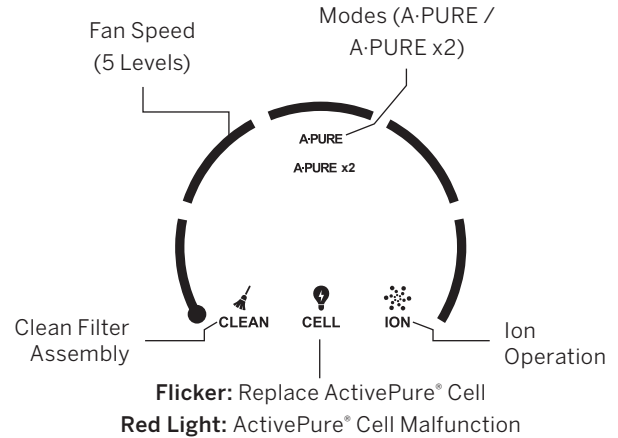 Fan Speed
(5 Levels)
Modes (A·PURE /
A·PURE x2)
A·PURE
A·PURE x2
CLEAN
CELL
ION
Clean Filter
Assembly
Ion
Operation
Flicker: Replace ActivePure® Cell
Red Light: ActivePure® Cell Malfunction